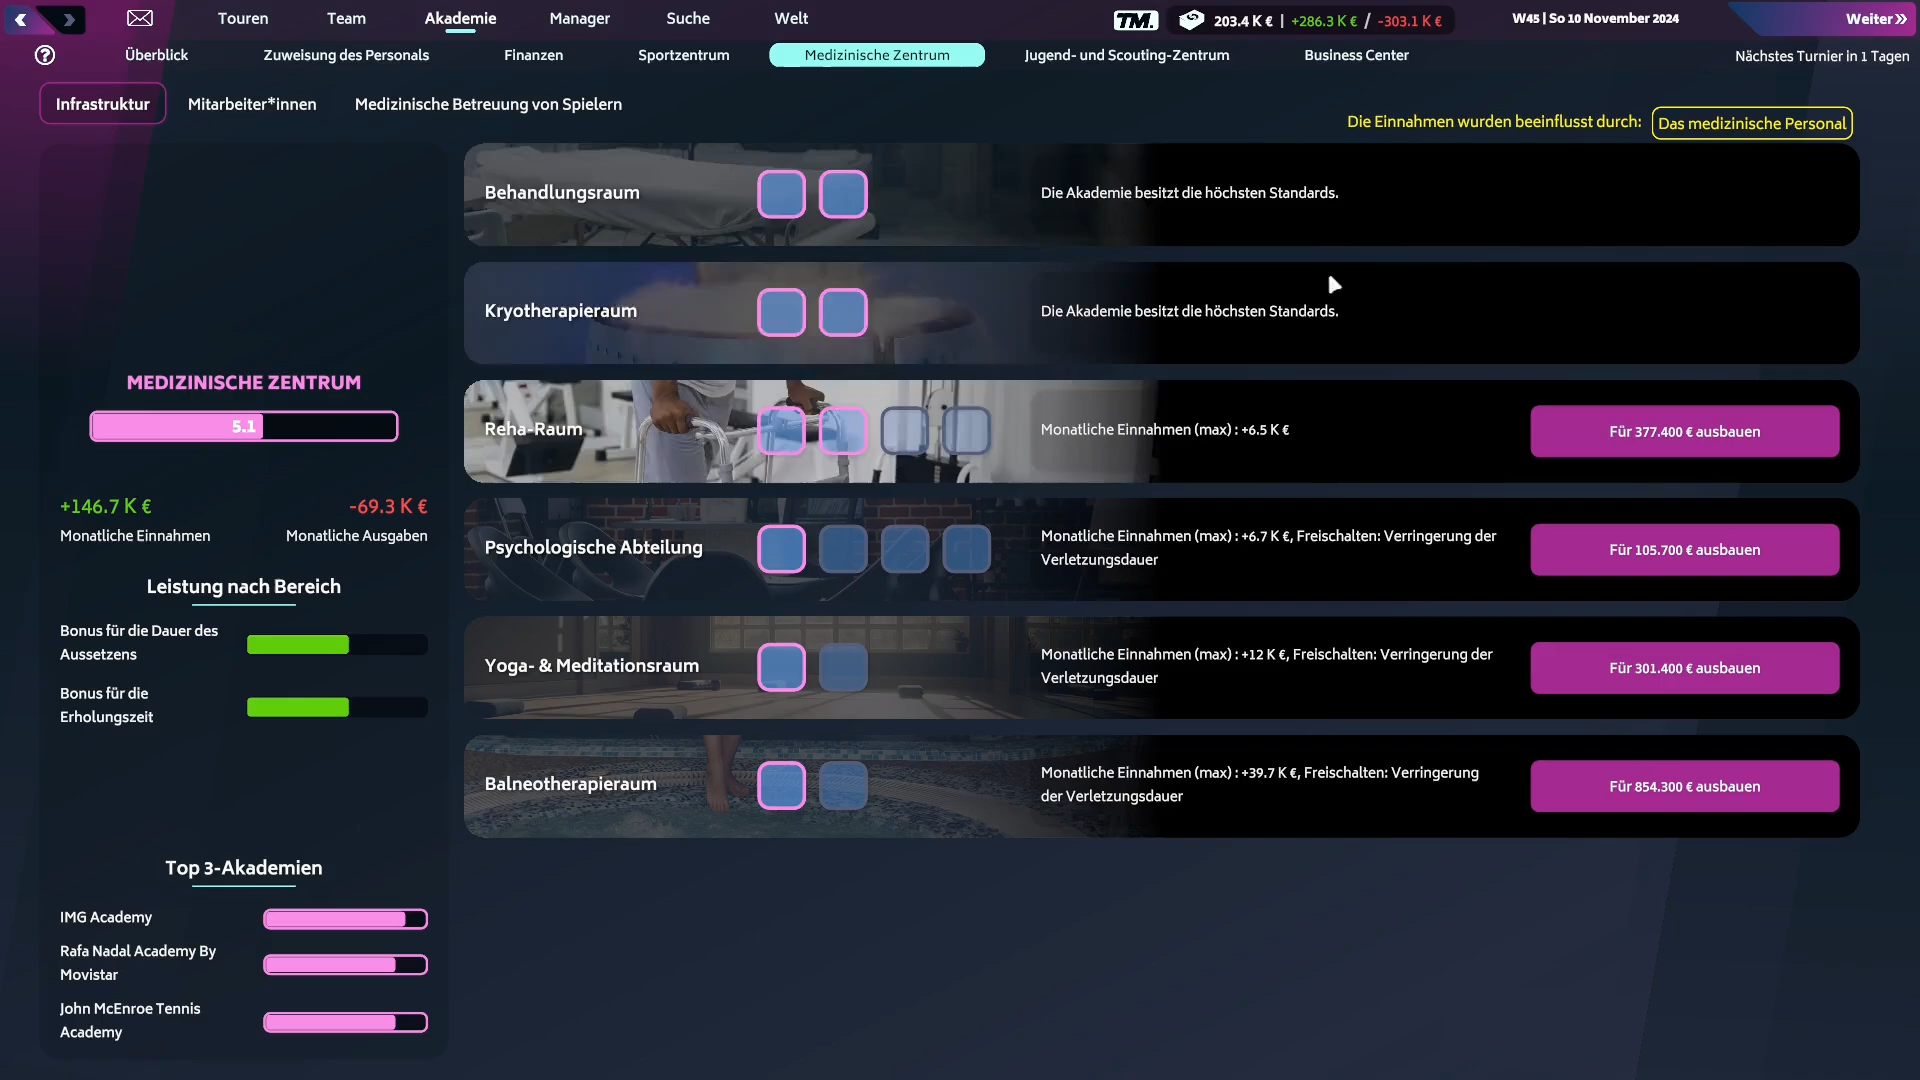 Touren
Team
Akademie
Manager
Suche
Welt
TM.
203.4 K € | +286.3 K € / -303.1 K €
W45 | So 10 November 2024
Weiter
Überblick
Zuweisung des Personals
Finanzen
Sportzentrum
Medizinische Zentrum
Jugend- und Scouting-Zentrum
Business Center
Nächstes Turnier in 1 Tagen
Infrastruktur
Mitarbeiter*innen
Medizinische Betreuung von Spielern
Die Einnahmen wurden beeinflusst durch:
Das medizinische Personal
MEDIZINISCHE ZENTRUM
5.1
+146.7 K €
-69.3 K €
Monatliche Einnahmen
Monatliche Ausgaben
Leistung nach Bereich
Bonus für die Dauer des
Aussetzens
Bonus für die
Erholungszeit
Top 3-Akademien
IMG Academy
Rafa Nadal Academy By
Movistar
John McEnroe Tennis
Academy
Behandlungsraum
Die Akademie besitzt die höchsten Standards.
Kryotherapieraum
Die Akademie besitzt die höchsten Standards.
Reha-Raum
Monatliche Einnahmen (max) : +6.5 K €
Für 377.400 € ausbauen
Psychologische Abteilung
Monatliche Einnahmen (max) : +6.7 K €, Freischalten: Verringerung der
Verletzungsdauer
Für 105.700 € ausbauen
Yoga- & Meditationsraum
Monatliche Einnahmen (max) : +12 K €, Freischalten: Verringerung der
Verletzungsdauer
Für 301.400 € ausbauen
Balneotherapieraum
Monatliche Einnahmen (max) : +39.7 K €, Freischalten: Verringerung
der Verletzungsdauer
Für 854.300 € ausbauen